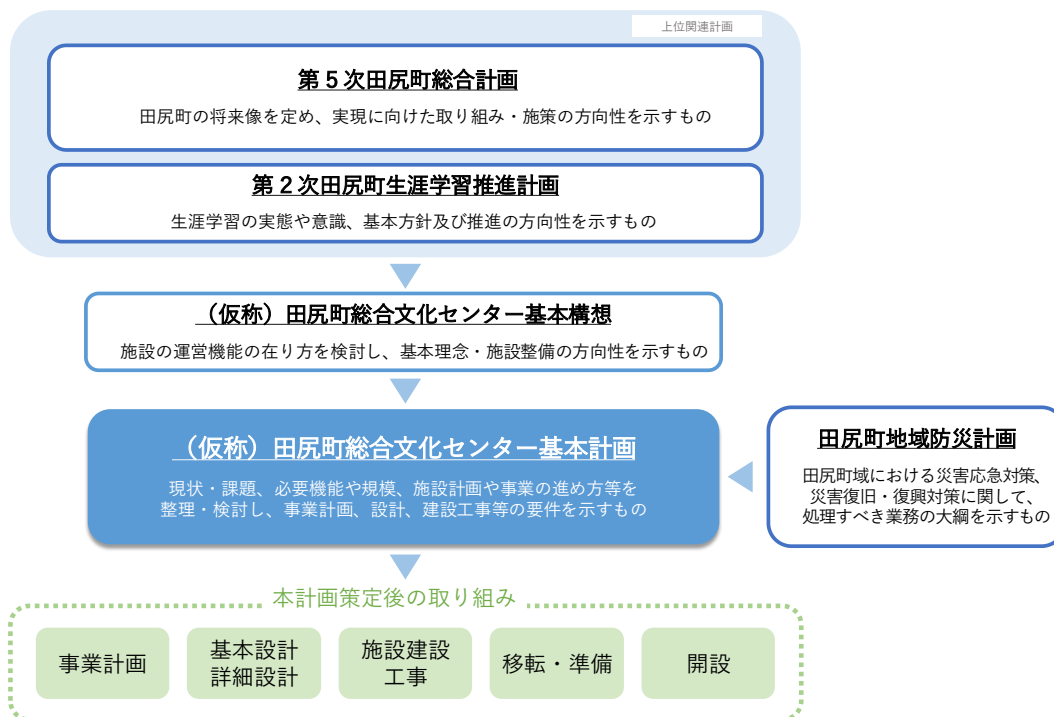 上位関連計画
第5次田尻町総合計画
田尻町の将来像を定め、実現に向けた取り組み・施策の方向性を示すもの
第2次田尻町生涯学習推進計画
生涯学習の実態や意識、基本方針及び推進の方向性を示すもの
（仮称）田尻町総合文化センター基本構想
施設の運営機能の在り方を検討し、基本理念・施設整備の方向性を示すもの
（仮称）田尻町総合文化センター基本計画
現状・課題、必要機能や規模、施設計画や事業の進め方等を
整理・検討し、事業計画、設計、建設工事等の要件を示すもの
田尻町地域防災計画
田尻町域における災害応急対策、
災害復旧・復興対策に関して、
処理すべき業務の大綱を示すもの
本計画策定後の取り組み
事業計画
基本設計
詳細設計
施設建設
工事
移転・準備
開設